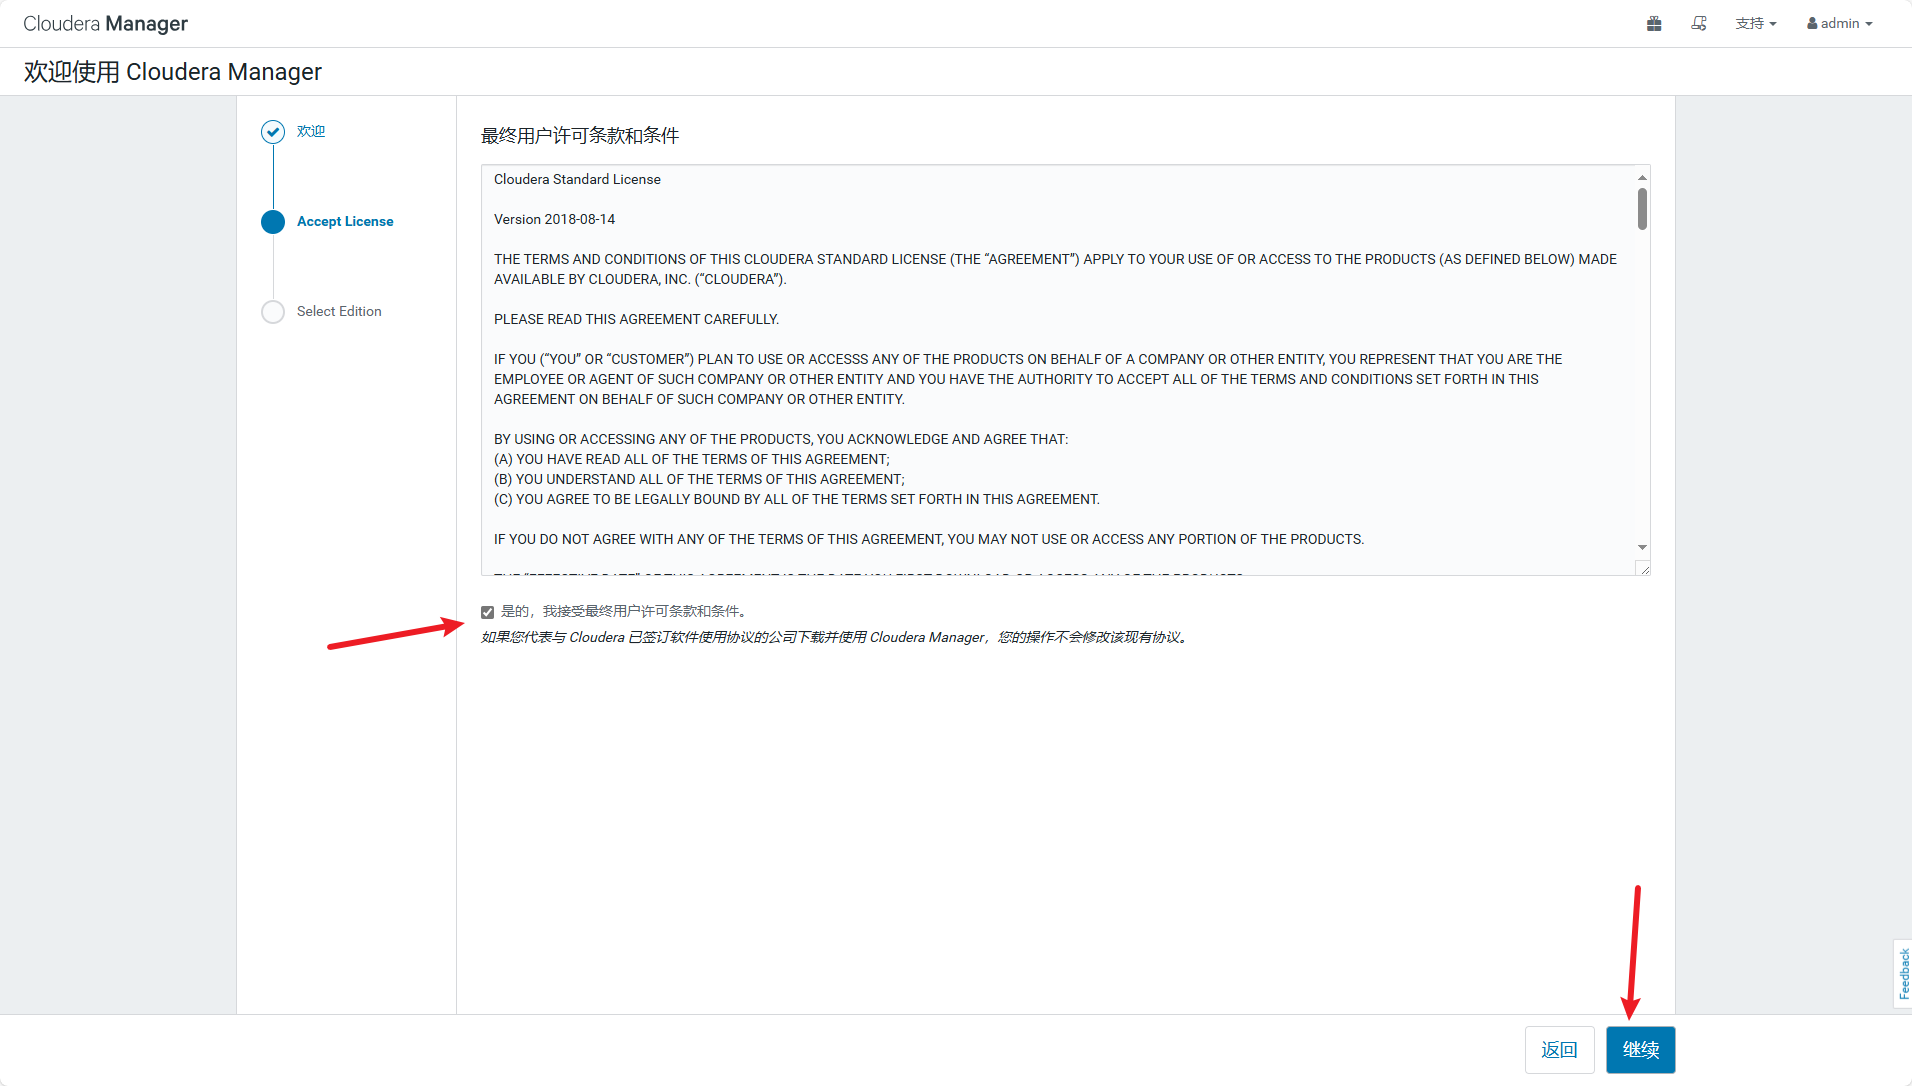 Cloudera Manager
支持
admin
欢迎使用 Cloudera Manager
欢迎
Accept License
Select Edition
最终用户许可条款和条件
Cloudera Standard License
Version 2018-08-14
THE TERMS AND CONDITIONS OF THIS CLOUDERA STANDARD LICENSE (THE “AGREEMENT”) APPLY TO YOUR USE OF OR ACCESS TO THE PRODUCTS (AS DEFINED BELOW) MADE
AVAILABLE BY CLOUDERA, INC. (“CLOUDERA”).
PLEASE READ THIS AGREEMENT CAREFULLY.
IF YOU (“YOU” OR “CUSTOMER”) PLAN TO USE OR ACCESSS ANY OF THE PRODUCTS ON BEHALF OF A COMPANY OR OTHER ENTITY, YOU REPRESENT THAT YOU ARE THE
EMPLOYEE OR AGENT OF SUCH COMPANY OR OTHER ENTITY AND YOU HAVE THE AUTHORITY TO ACCEPT ALL OF THE TERMS AND CONDITIONS SET FORTH IN THIS
AGREEMENT ON BEHALF OF SUCH COMPANY OR OTHER ENTITY.
BY USING OR ACCESSING ANY OF THE PRODUCTS, YOU ACKNOWLEDGE AND AGREE THAT:
(A) YOU HAVE READ ALL OF THE TERMS OF THIS AGREEMENT;
(B) YOU UNDERSTAND ALL OF THE TERMS OF THIS AGREEMENT;
(C) YOU AGREE TO BE LEGALLY BOUND BY ALL OF THE TERMS SET FORTH IN THIS AGREEMENT.
IF YOU DO NOT AGREE WITH ANY OF THE TERMS OF THIS AGREEMENT, YOU MAY NOT USE OR ACCESS ANY PORTION OF THE PRODUCTS.
是的，我接受最终用户许可条款和条件。
如果您代表与 Cloudera 已签订软件使用协议的公司下载并使用 Cloudera Manager，您的操作不会修改该现有协议。
Feedback
返回
继续